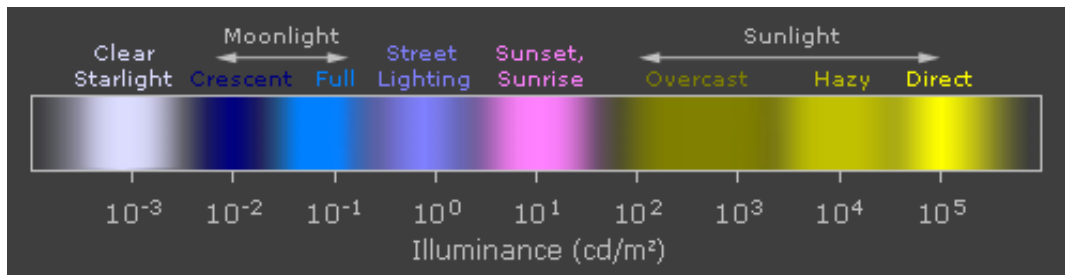 Moonlight
Sunlight
Clear
Starlight
Crescent
Full
Street
Lighting
Sunset,
Sunrise
Overcast
Hazy
Direct
10⁻³ 10⁻² 10⁻¹ 10⁰ 10¹ 10² 10³ 10⁴ 10⁵
Illuminance (cd/m²)